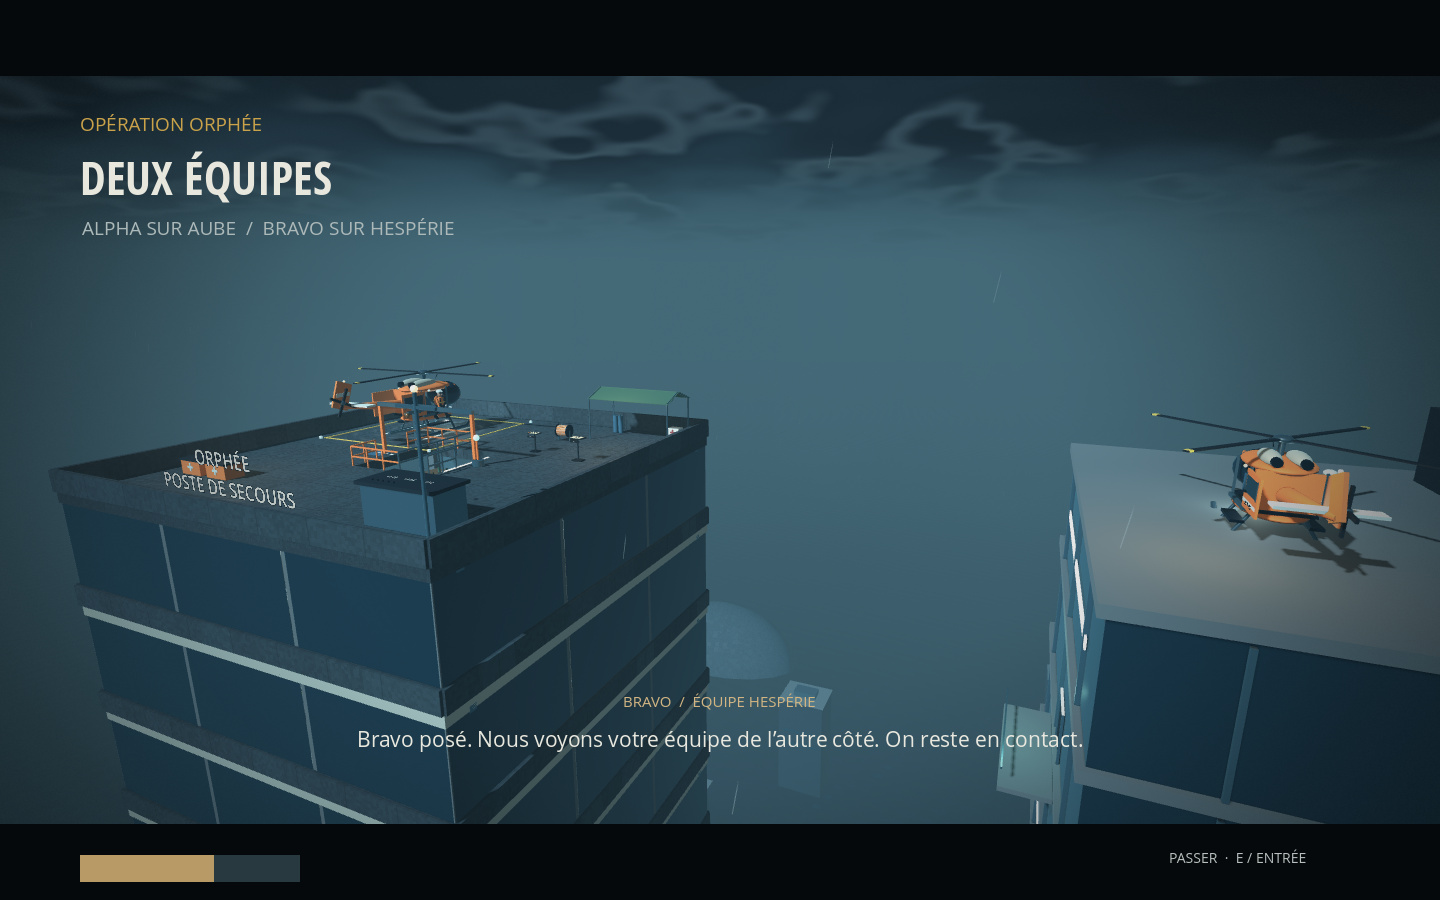 OPÉRATION ORPHÉE
DEUX ÉQUIPES
ALPHA SUR AUBE / BRAVO SUR HESPÉRIE
ORPHÉE
POSTE DE SECOURS
BRAVO / ÉQUIPE HESPÉRIE
Bravo posé. Nous voyons votre équipe de l’autre côté. On reste en contact.
PASSER · E / ENTRÉE